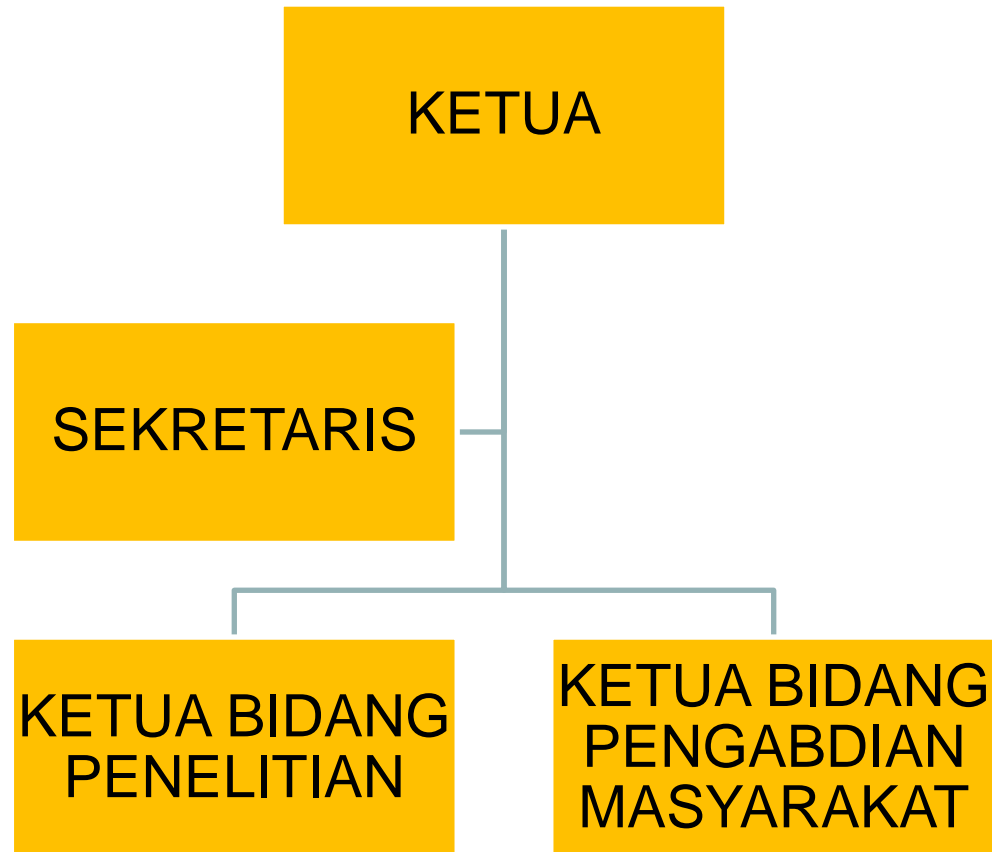 KETUA
SEKRETARIS
KETUA BIDANG
PENELITIAN
KETUA BIDANG
PENGABDIAN
MASYARAKAT